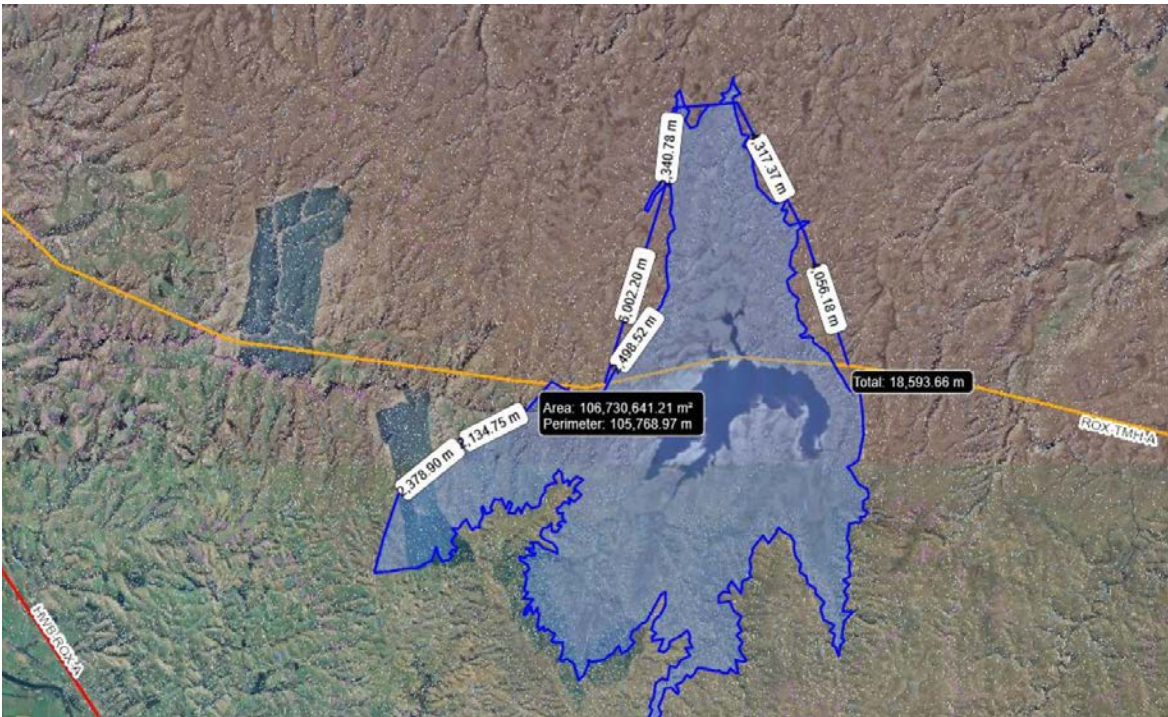 ,340.78 m
,317.37 m
6,002.20 m
,056.18 m
,498.52 m
Total: 18,593.66 m
Area: 106,730,641.21 m²
Perimeter: 105,768.97 m
2,134.75 m
ROX-TMH-A
2,378.90 m
HWB-ROX-A